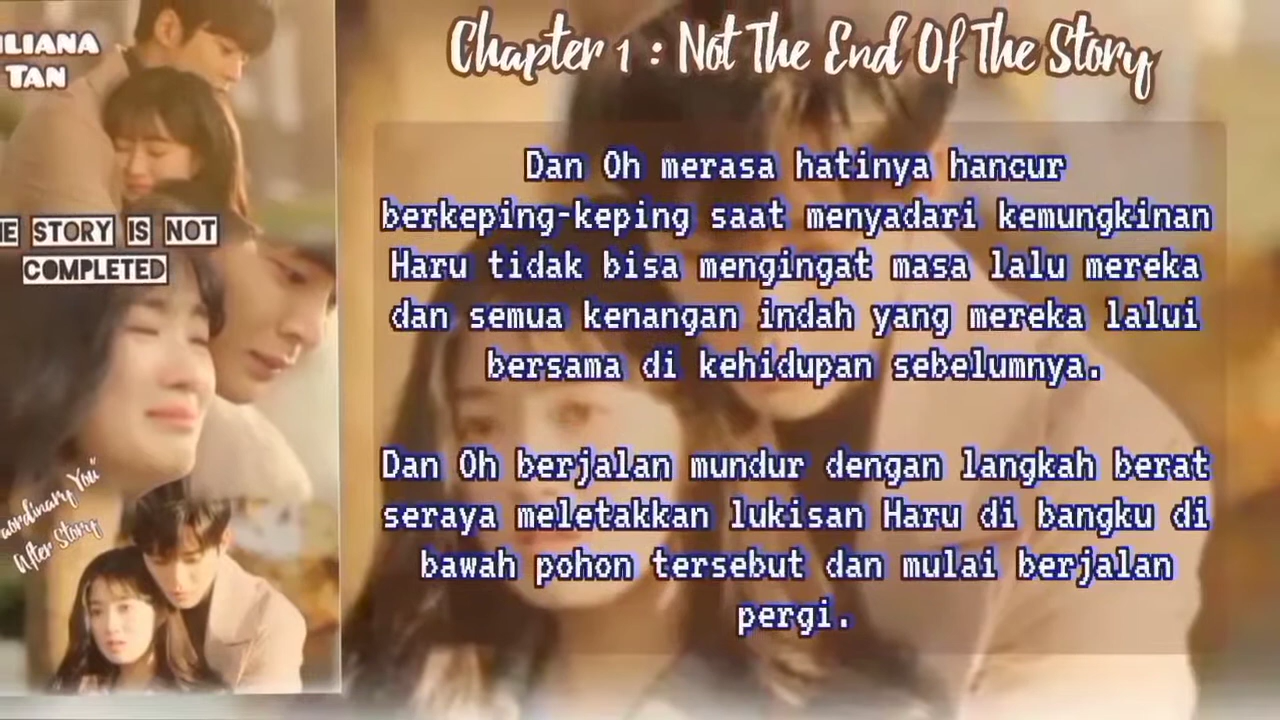 TAN
STORY IS NOT
COMPLETED
You"
After Story
Chapter 1 : Not The End Of The Story
Dan Oh merasa hatinya hancur
berkeping-keping saat menyadari kemungkinan
Haru tidak bisa mengingat masa lalu mereka
dan semua kenangan indah yang mereka lalui
bersama di kehidupan sebelumnya.
Dan Oh berjalan mundur dengan langkah berat
seraya meletakkan lukisan Haru di bangku di
bawah pohon tersebut dan mulai berjalan
pergi.